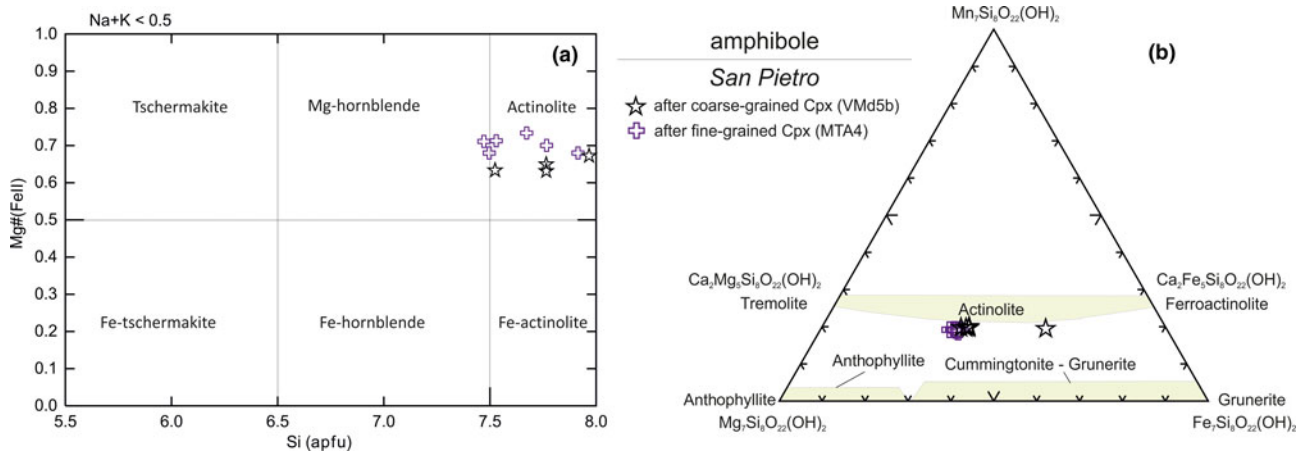 Na+K < 0.5
(a)
1.0
0.9
0.8
0.7
0.6
0.5
0.4
0.3
0.2
0.1
0.0
Mg#(FeII)
Tschermakite
Mg-hornblende
Actinolite
Fe-tschermakite
Fe-hornblende
Fe-actinolite
5.5
6.0
6.5
7.0
7.5
8.0
Si (apfu)
amphibole
San Pietro
after coarse-grained Cpx (VMd5b)
after fine-grained Cpx (MTA4)
Mn₇Si₈O₂₂(OH)₂
(b)
Ca₂Mg₅Si₈O₂₂(OH)₂
Tremolite
Ca₂Fe₅Si₈O₂₂(OH)₂
Ferroactinolite
Actinolite
Anthophyllite
Cummingtonite - Grunerite
Anthophyllite
Mg₇Si₈O₂₂(OH)₂
Grunerite
Fe₇Si₈O₂₂(OH)₂